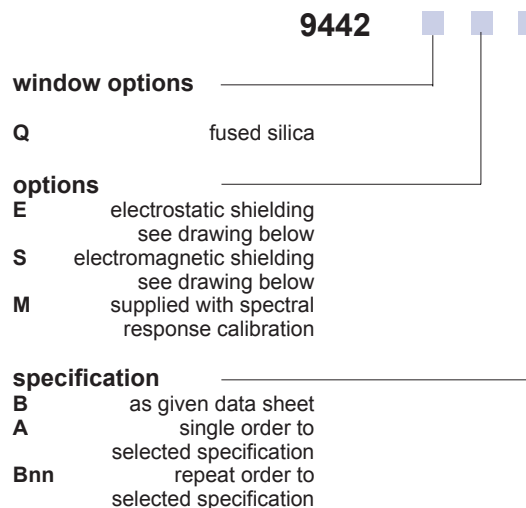 9442
window options
Q fused silica
options
E electrostatic shielding
see drawing below
S electromagnetic shielding
see drawing below
M supplied with spectral
response calibration
specification
B as given data sheet
A single order to
selected specification
Bnn repeat order to
selected specification